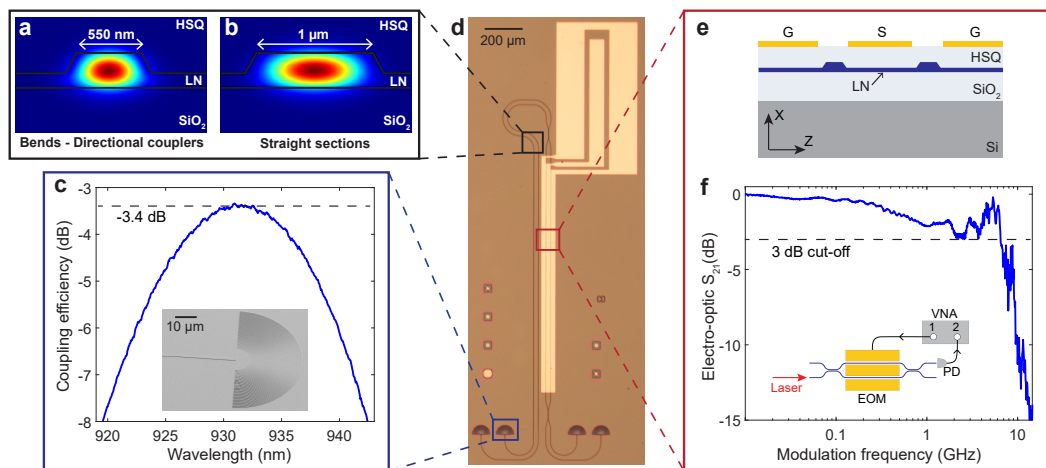 a
HSQ
550 nm
LN
SiO2
b
HSQ
1 µm
LN
SiO2
Bends - Directional couplers
Straight sections
c
-3
-4
-5
-6
-7
-8
Coupling efficiency (dB)
-3.4 dB
10 µm
920
925
930
935
940
Wavelength (nm)
d
200 µm
e
G
S
G
HSQ
LN
SiO2
X
Z
Si
f
0
-5
-10
-15
Electro-optic S21(dB)
3 dB cut-off
VNA
1
2
PD
Laser
EOM
0.1
1
10
Modulation frequency (GHz)